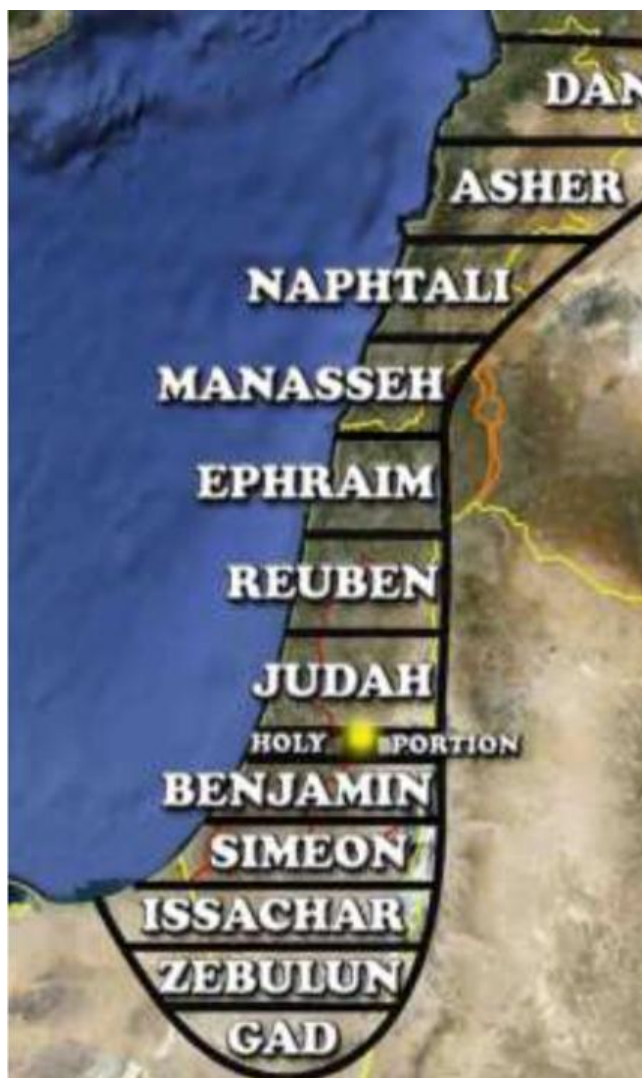 DAN
ASHER
NAPHTALI
MANASSEH
EPHRAIM
REUBEN
JUDAH
HOLY PORTION
BENJAMIN
SIMEON
ISSACHAR
ZEBULUN
GAD